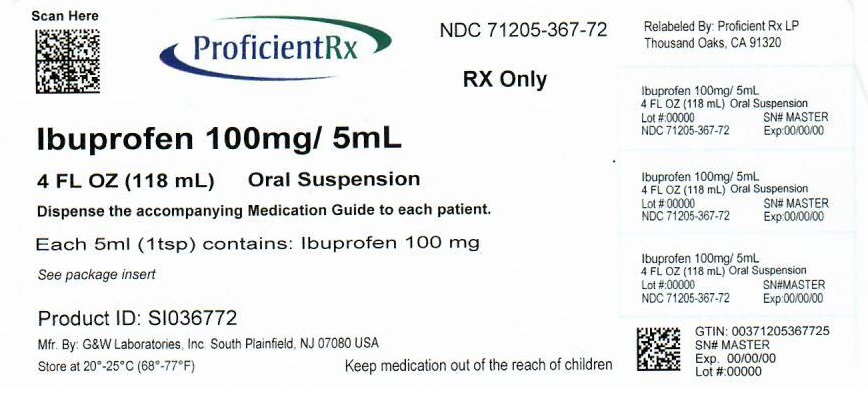 Scan Here
ProficientRx
NDC 71205-367-72
RX Only
Ibuprofen 100mg/ 5mL
4 FL OZ (118 mL) Oral Suspension
Dispense the accompanying Medication Guide to each patient.
Each 5ml (1tsp) contains: Ibuprofen 100 mg
See package insert
Product ID: SI036772
Mfr. By: G&W Laboratories, Inc. South Plainfield, NJ 07080 USA
Store at 20°-25°C (68°-77°F)
Keep medication out of the reach of children
Relabeled By: Proficient Rx LP
Thousand Oaks, CA 91320
Ibuprofen 100mg/ 5mL
4 FL OZ (118 mL) Oral Suspension
Lot #:00000 SN# MASTER
NDC 71205-367-72 Exp:00/00/00
Ibuprofen 100mg/ 5mL
4 FL OZ (118 mL) Oral Suspension
Lot #:00000 SN# MASTER
NDC 71205-367-72 Exp:00/00/00
Ibuprofen 100mg/ 5mL
4 FL OZ (118 mL) Oral Suspension
Lot #:00000 SN#MASTER
NDC 71205-367-72 Exp:00/00/00
GTIN: 00371205367725
SN# MASTER
Exp. 00/00/00
Lot #:00000